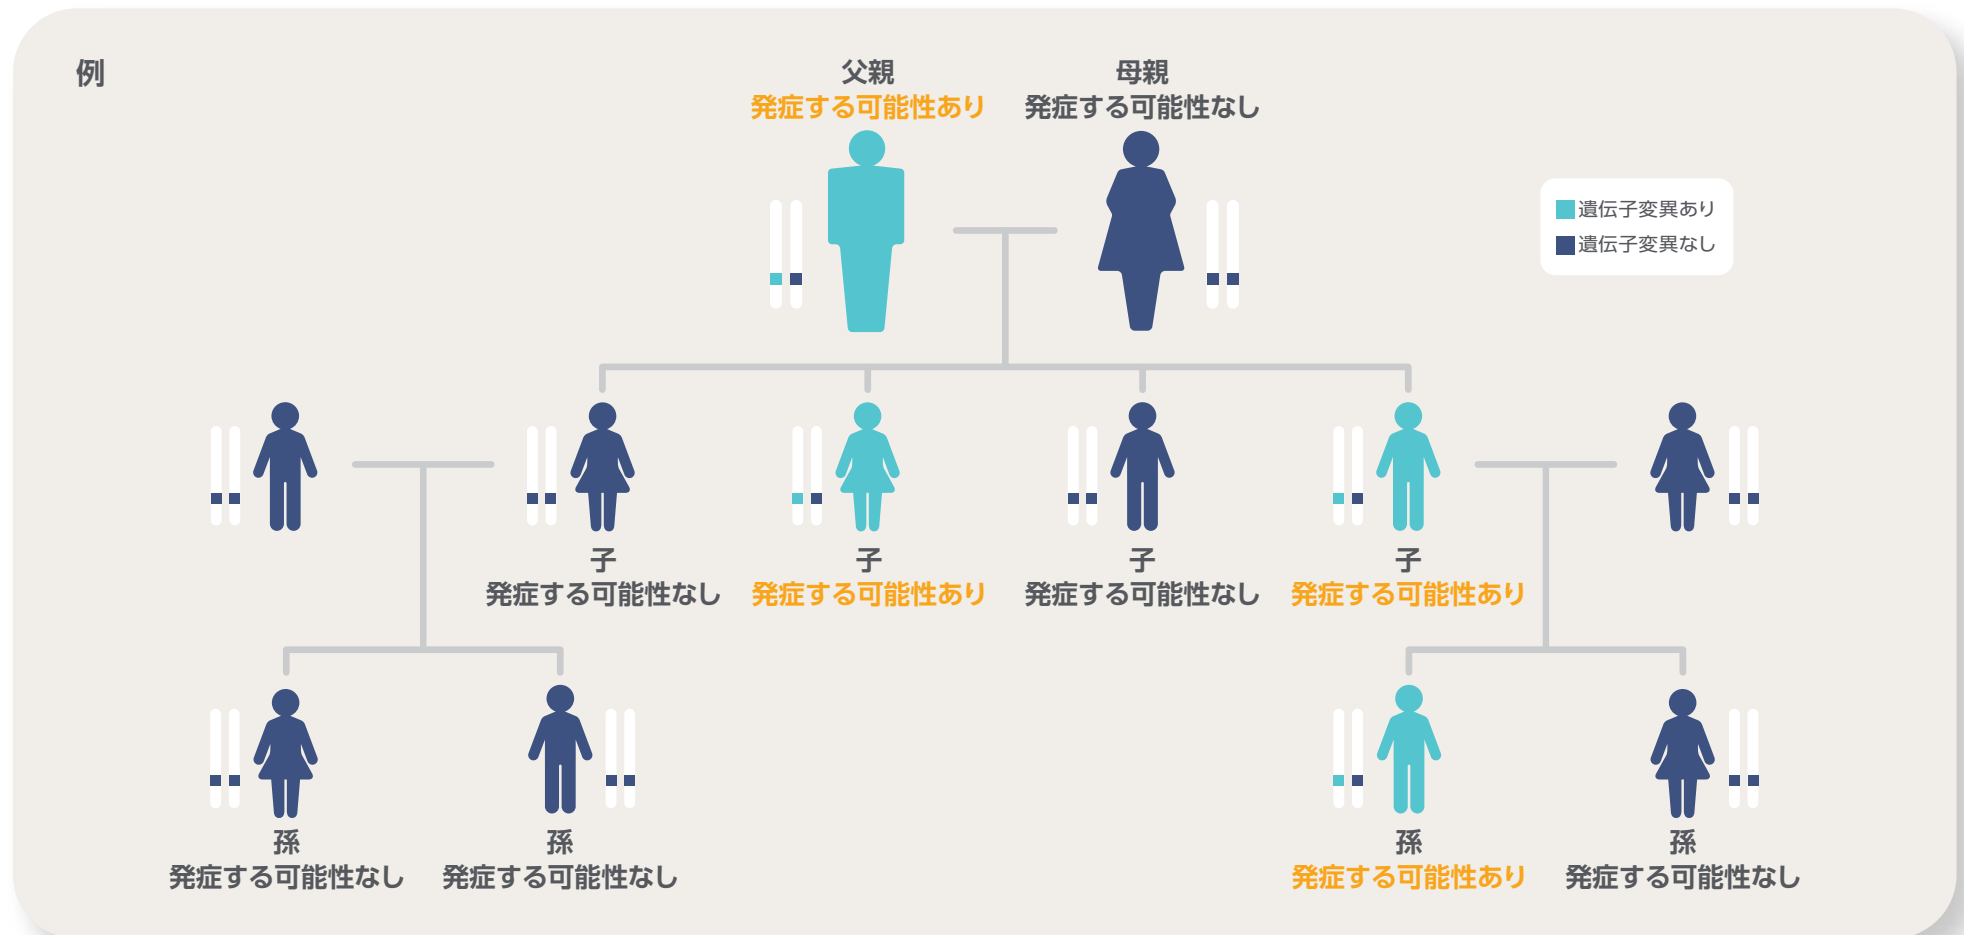 例
父親
発症する可能性あり
母親
発症する可能性なし
遺伝子変異あり
遺伝子変異なし
子
発症する可能性なし
子
発症する可能性あり
子
発症する可能性なし
子
発症する可能性あり
孫
発症する可能性なし
孫
発症する可能性なし
孫
発症する可能性あり
孫
発症する可能性なし